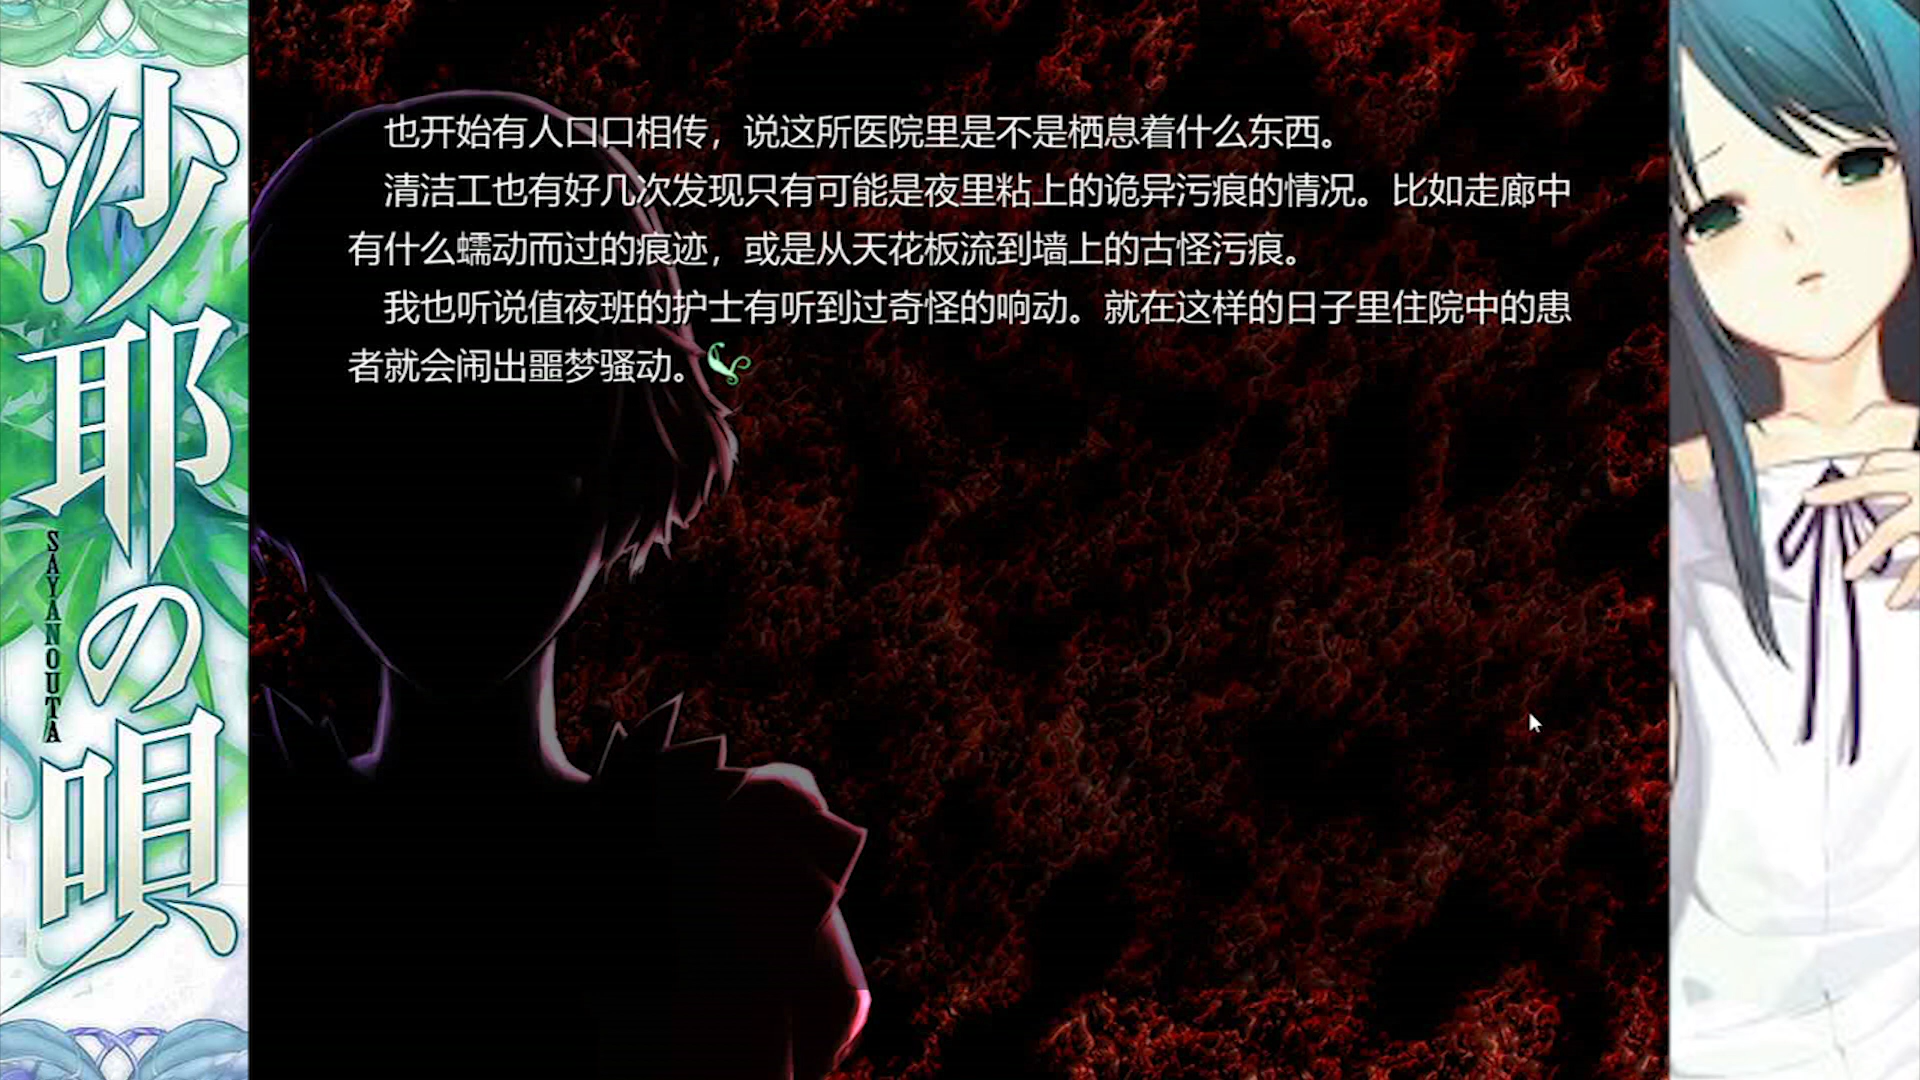 沙耶の唄
SAYANOUTA
也开始有人口口相传，说这所医院里是不是栖息着什么东西。
清洁工也有好几次发现只有可能是夜里粘上的诡异污痕的情况。比如走廊中
有什么蠕动而过的痕迹，或是从天花板流到墙上的古怪污痕。
我也听说值夜班的护士有听到过奇怪的响动。就在这样的日子里住院中的患
者就会闹出噩梦骚动。